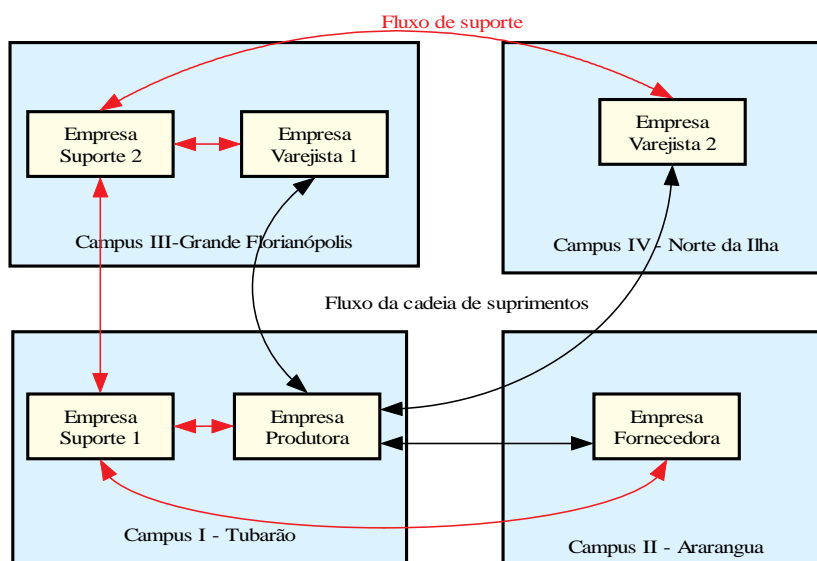 Fluxo de suporte
Empresa
Suporte 2
Empresa
Varejista 1
Campus III-Grande Florianópolis
Empresa
Varejista 2
Campus IV - Norte da Ilha
Fluxo da cadeia de suprimentos
Empresa
Suporte 1
Empresa
Produtora
Campus I - Tubarão
Empresa
Fornecedora
Campus II - Ararangua